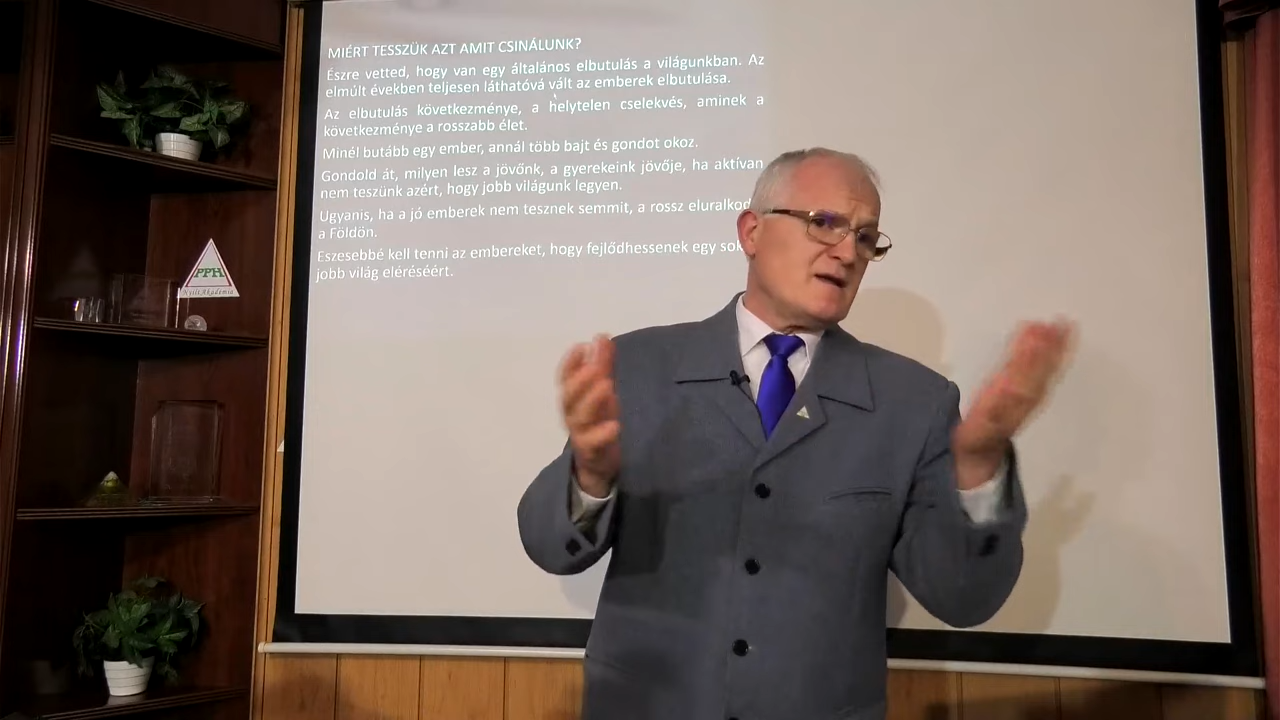 MIÉRT TESSZÜK AZT AMIT CSINÁLUNK?
Észre vetted, hogy van egy általános elbutulás a világunkban. Az
elmúlt években teljesen láthatóvá vált az emberek elbutulása.
Az elbutulás következménye, a helytelen cselekvés, aminek a
következménye a rosszabb élet.
Minél butább egy ember, annál több bajt és gondot okoz.
Gondold át, milyen lesz a jövőnk, a gyerekeink jövője, ha aktívan
nem teszünk azért, hogy jobb világunk legyen.
Ugyanis, ha a jó emberek nem tesznek semmit, a rossz eluralkod
a Földön.
Eszesebbé kell tenni az embereket, hogy fejlődhessenek egy sok
jobb világ eléréséért.
PPH
Nyílt Akadémia